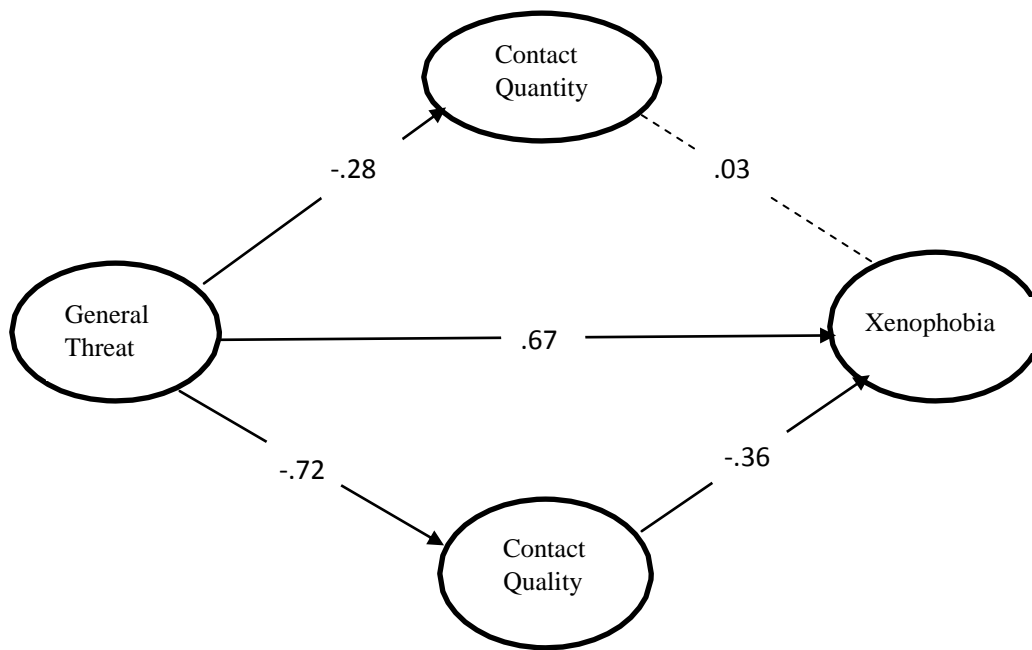 Contact
Quantity
-.28
.03
General
Threat
Xenophobia
.67
-.72
-.36
Contact
Quality